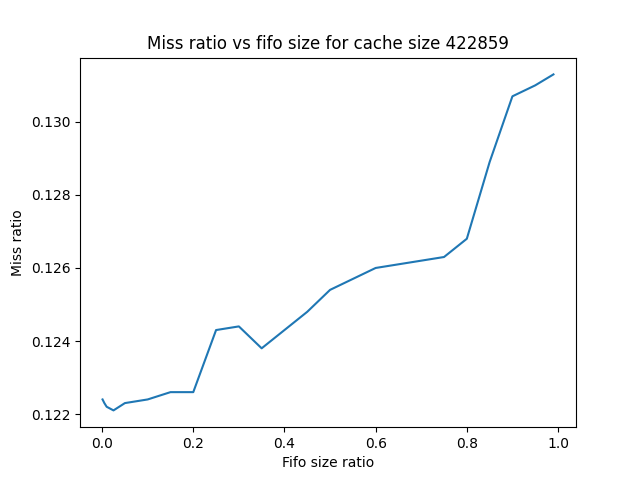 Miss ratio vs fifo size for cache size 422859
Miss ratio
0.130
0.128
0.126
0.124
0.122
0.0 0.2 0.4 0.6 0.8 1.0
Fifo size ratio